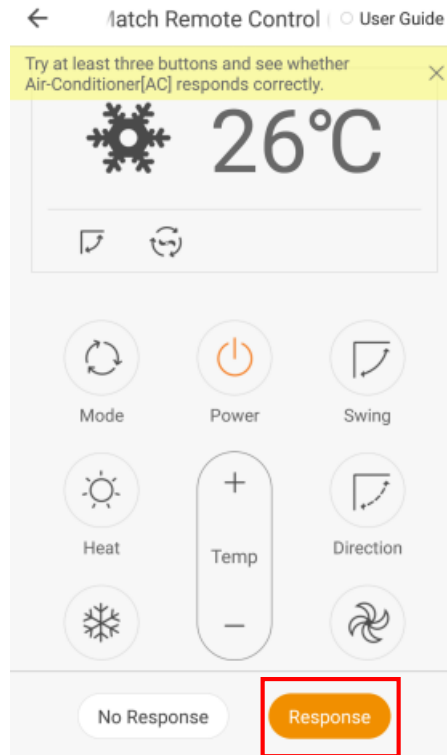 Match Remote Control
User Guide
Try at least three buttons and see whether
Air-Conditioner[AC] responds correctly.
26℃
Mode
Power
Swing
+
Heat
Temp
Direction
−
No Response
Response